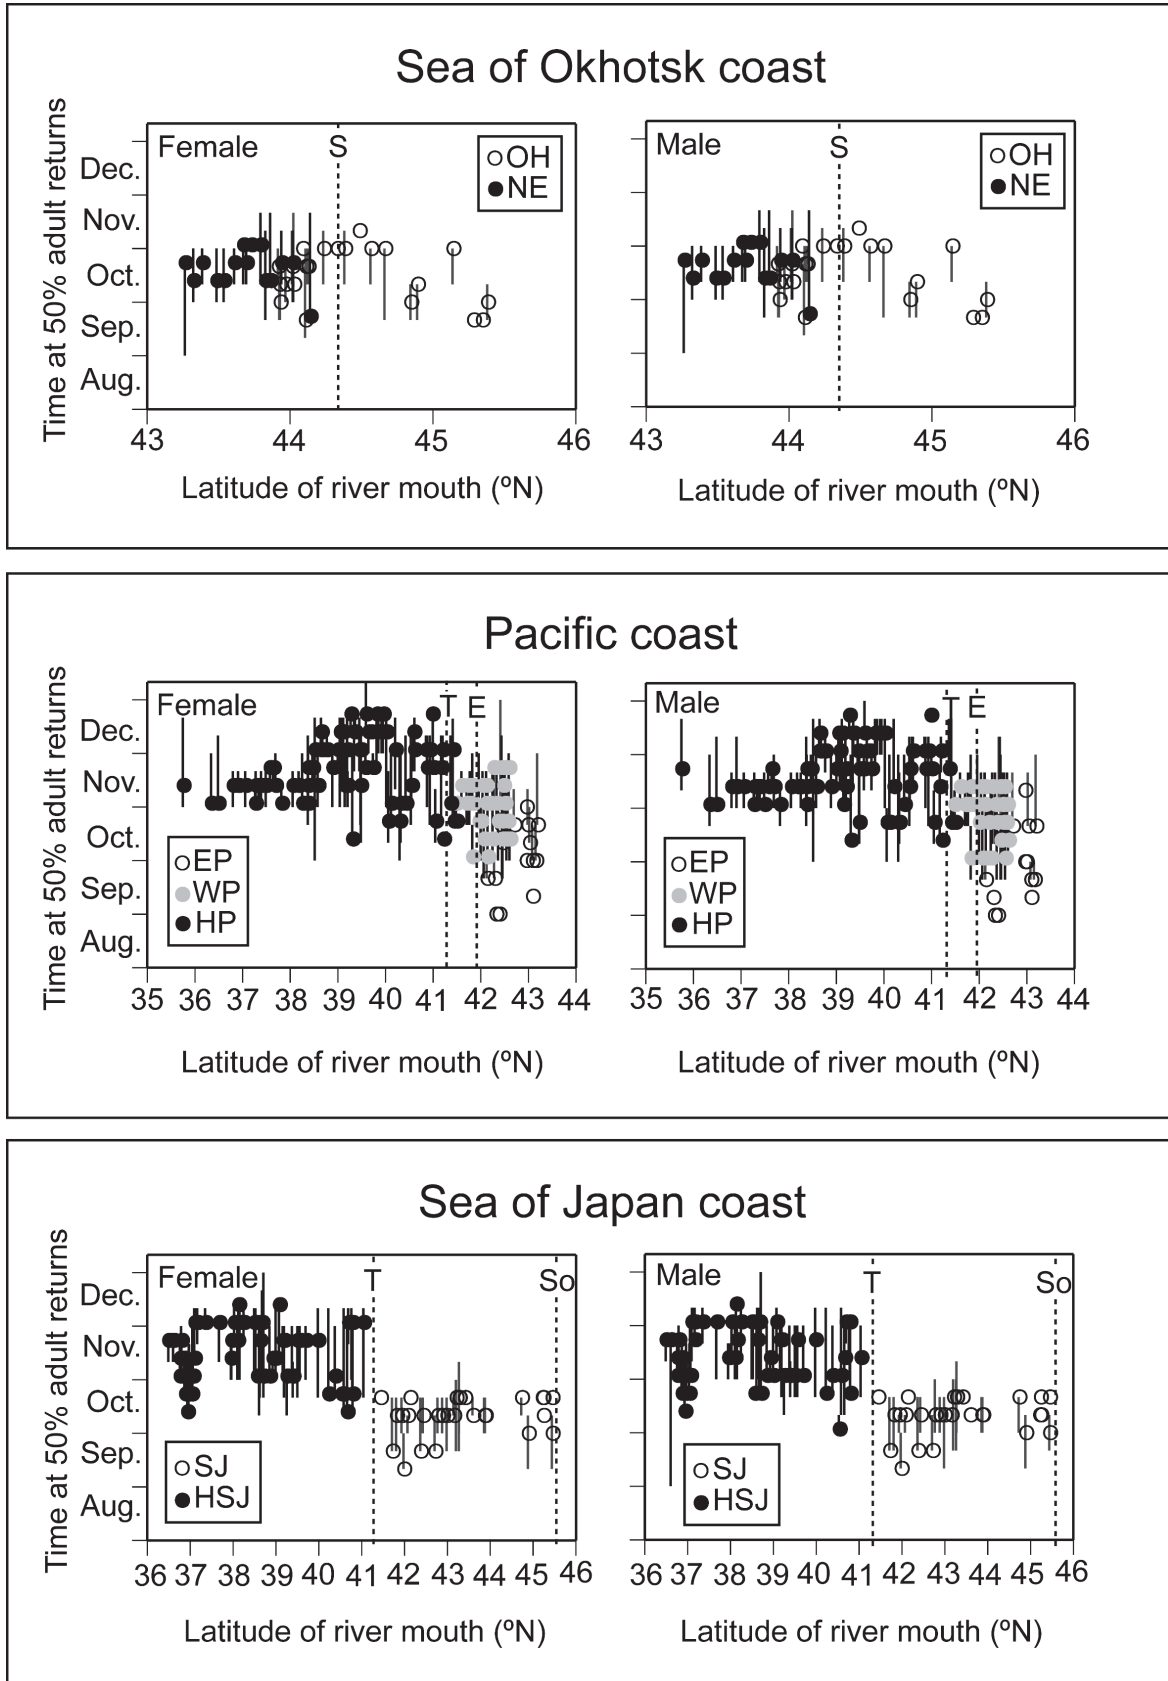 Sea of Okhotsk coast
Time at 50% adult returns
Dec.
Nov.
Oct.
Sep.
Aug.
Female
S
OH
NE
43 44 45 46
Latitude of river mouth (ºN)
Male
S
OH
NE
43 44 45 46
Latitude of river mouth (ºN)
Pacific coast
Time at 50% adult returns
Dec.
Nov.
Oct.
Sep.
Aug.
Female
T E
EP
WP
HP
35 36 37 38 39 40 41 42 43 44
Latitude of river mouth (ºN)
Male
T E
EP
WP
HP
35 36 37 38 39 40 41 42 43 44
Latitude of river mouth (ºN)
Sea of Japan coast
Time at 50% adult returns
Dec.
Nov.
Oct.
Sep.
Aug.
Female
T
So
SJ
HSJ
36 37 38 39 40 41 42 43 44 45 46
Latitude of river mouth (ºN)
Male
T
So
SJ
HSJ
36 37 38 39 40 41 42 43 44 45 46
Latitude of river mouth (ºN)